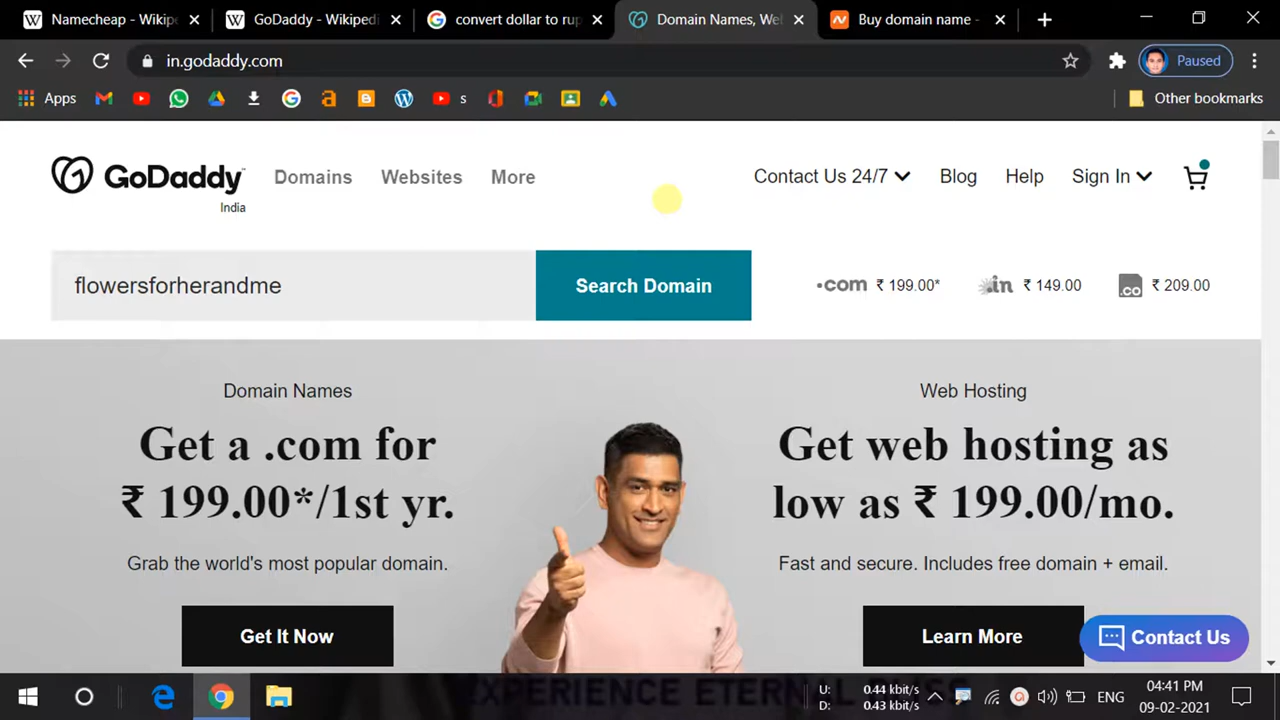 Namecheap - Wikipe
GoDaddy - Wikipedi
convert dollar to rup
Domain Names, We
Buy domain name -
in.godaddy.com
Paused
Apps
s
Other bookmarks
GoDaddy
India
Domains
Websites
More
Contact Us 24/7
Blog
Help
Sign In
flowersforherandme
Search Domain
.com ₹ 199.00*
.in ₹ 149.00
.co ₹ 209.00
Domain Names
Get a .com for
₹ 199.00*/1st yr.
Grab the world's most popular domain.
Get It Now
Web Hosting
Get web hosting as
low as ₹ 199.00/mo.
Fast and secure. Includes free domain + email.
Learn More
Contact Us
U: 0.44 kbit/s
D: 0.43 kbit/s
ENG
04:41 PM
09-02-2021